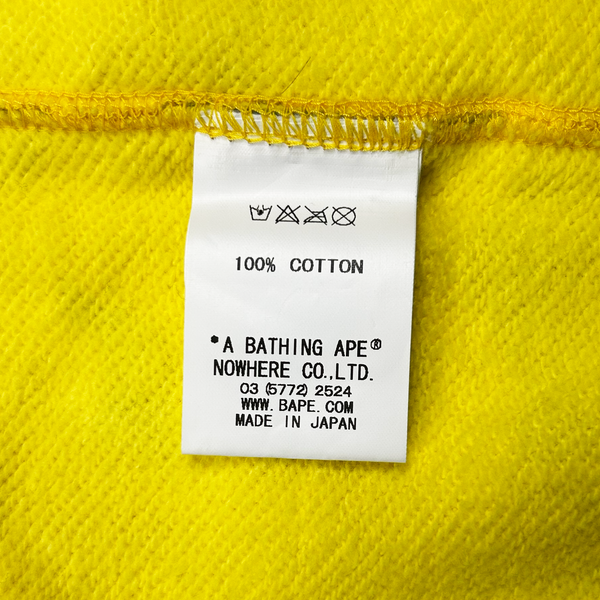 100% COTTON
*A BATHING APE®
NOWHERE CO.,LTD.
03 (5772) 2524
WWW. BAPE. COM
MADE IN JAPAN